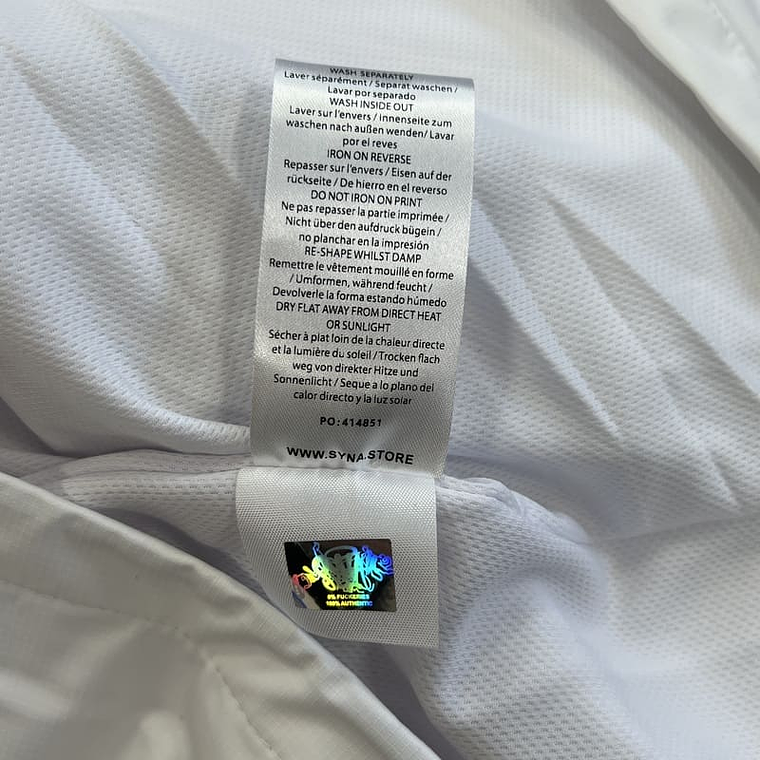 WASH SEPARATELY
Laver séparément / Separat waschen /
Lavar por separado
WASH INSIDE OUT
Laver sur l'envers / innenseite zum
waschen nach außen wenden/ Lavar
por el reves
IRON ON REVERSE
Repasser sur l'envers / Eisen auf der
rückseite / De hierro en el reverso
DO NOT IRON ON PRINT
Ne pas repasser la partie imprimée /
Nicht über den aufdruck bügein /
no planchar en la impresión
RE-SHAPE WHILST DAMP
Remettre le vêtement mouillé en forme
/ Umformen, während feucht /
Devolverle la forma estando húmedo
DRY FLAT AWAY FROM DIRECT HEAT
OR SUNLIGHT
Sécher à plat loin de la chaleur directe
et la lumière du soleil / Trocken flach
weg von direkter Hitze und
Sonnenlicht / Seque a lo plano del
calor directo y la luz solar
PO:414851
WWW.SYNA.STORE
0% FUCKERIES
100% AUTHENTIC